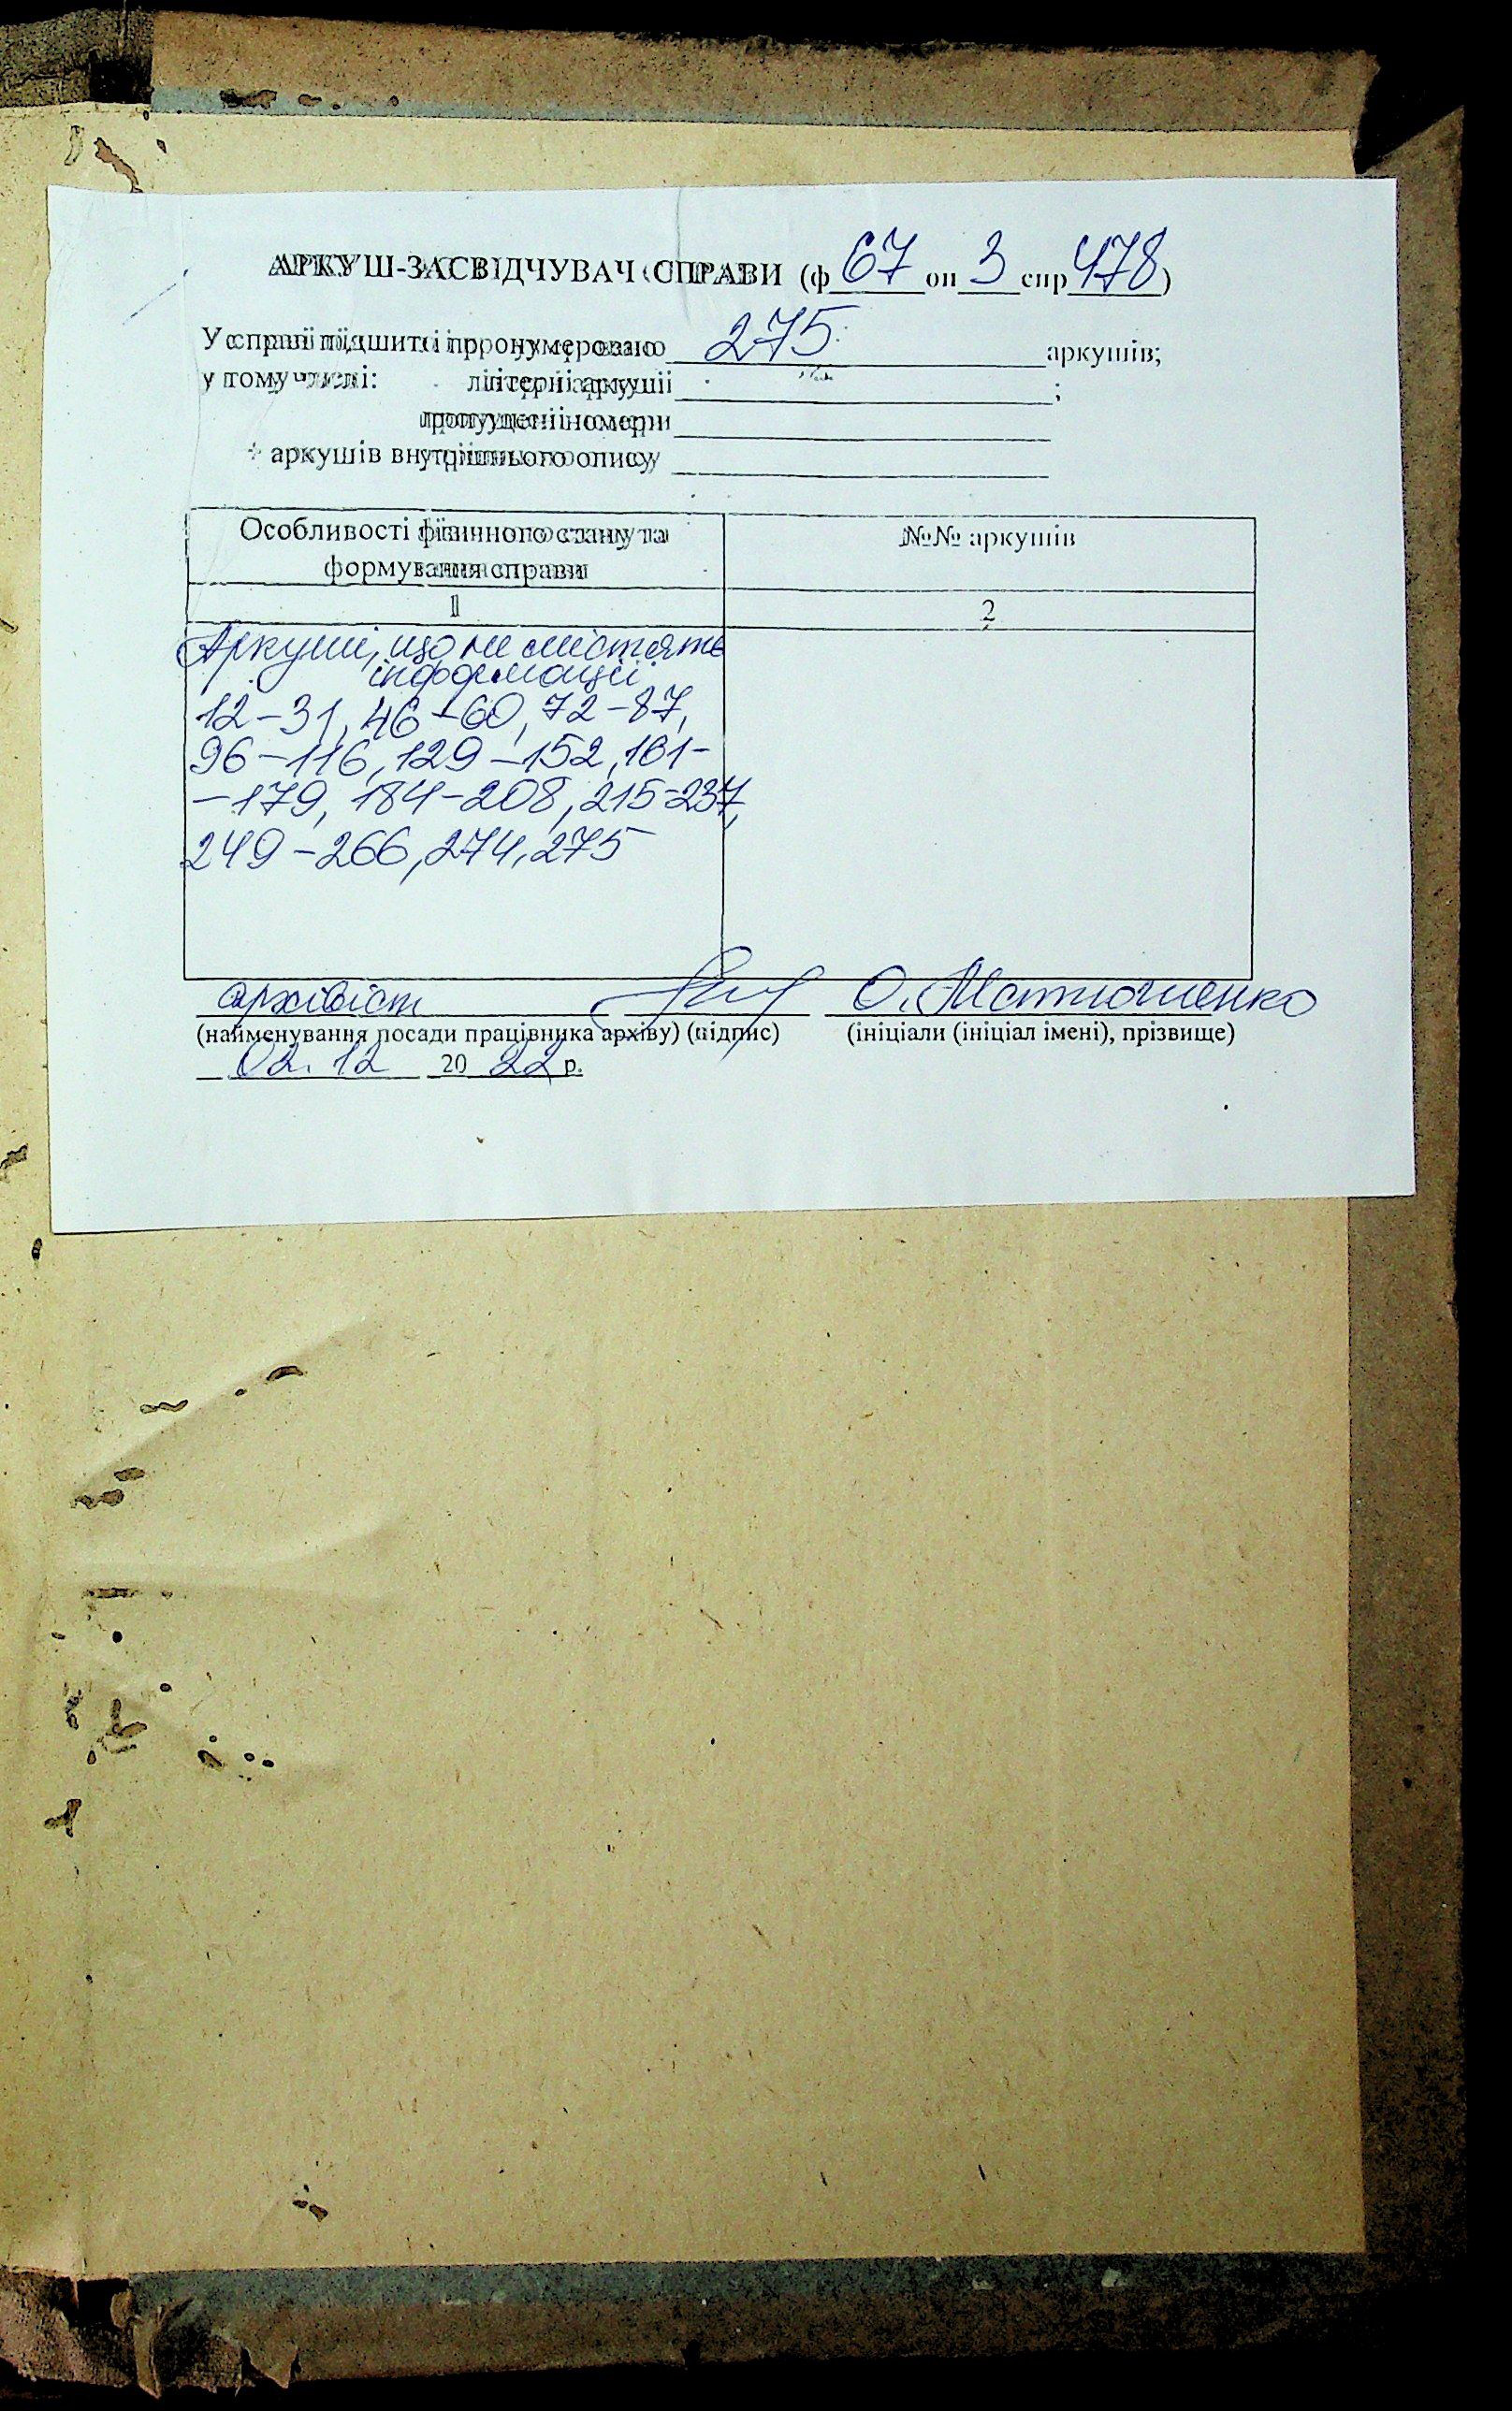 АРКУШ-ЗАСВІДЧУВАЧ СПРАВИ (ф 67 оп 3 спр 478)
У справі підшито і пронумеровано 275 аркушів;
у тому числі: літерні аркуші ;
пропущені номери
+ аркушів внутрішнього опису
Особливості фізичного стану та формування справи
№№ аркушів
1 2
Аркуши, що не містять
інформації
12-31, 46-60, 72-87,
96-116, 129-152, 161-
-179, 184-208, 215-237,
249-266, 274, 275
архівіст О. Матюшенко
(найменування посади працівника архіву) (підпис) (ініціали (ініціал імені), прізвище)
02.12 20 22 р.